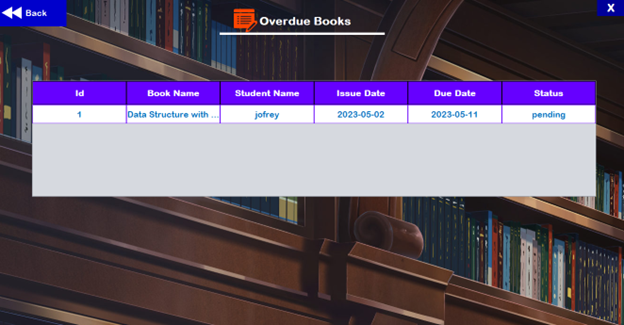 Back
X
Overdue Books
Id Book Name Student Name Issue Date Due Date Status
1 Data Structure with ... jofrey 2023-05-02 2023-05-11 pending